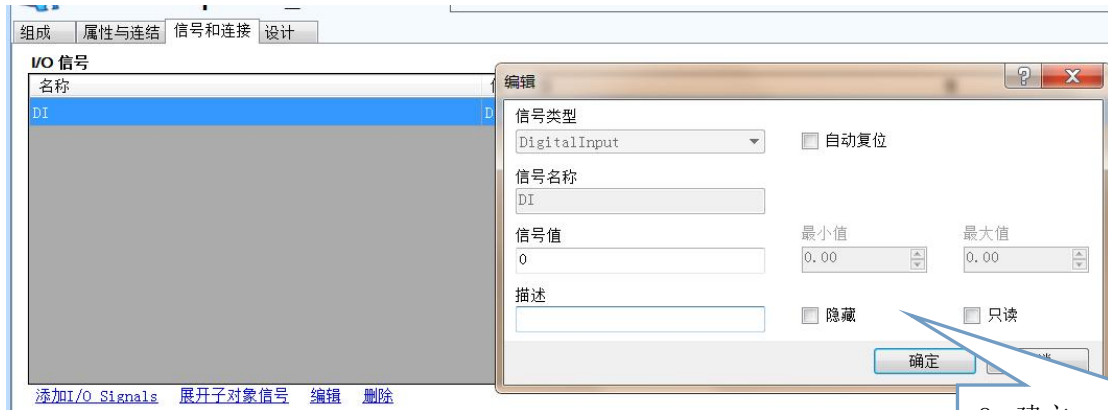 组成 属性与连结 信号和连接 设计
I/O 信号
名称
DI
D
编辑
信号类型
DigitalInput
自动复位
信号名称
DI
信号值 最小值 最大值
0 0.00 0.00
描述
隐藏 只读
确定
添加I/O Signals 展开子对象信号 编辑 删除